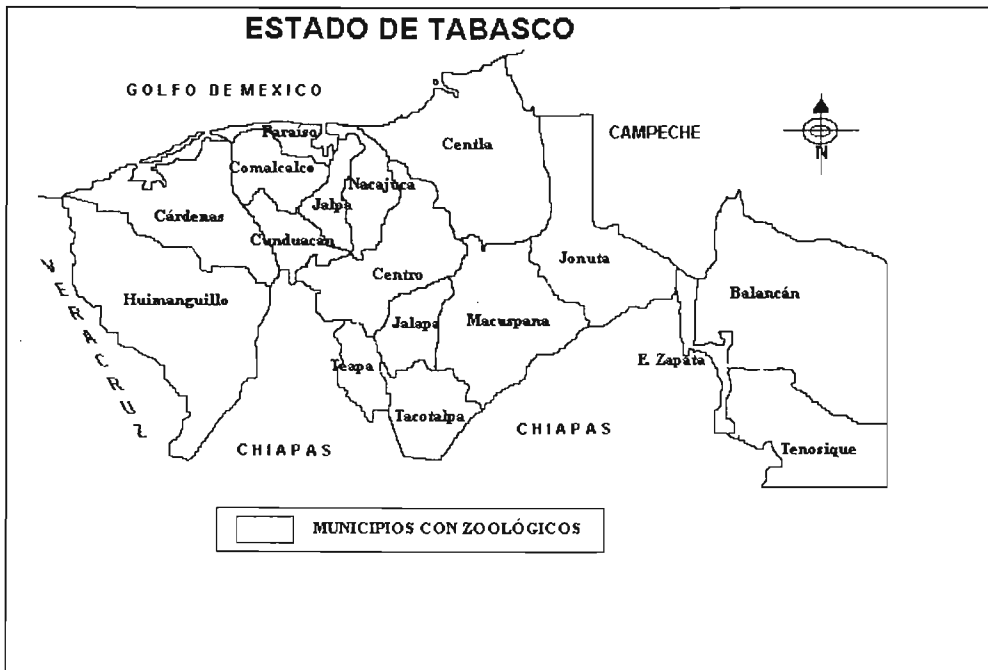 ESTADO DE TABASCO
GOLFO DE MEXICO
CAMPECHE
N
Paraíso
Centla
Comalcalco
Nacajuca
Jalpa
Cárdenas
Cunduacán
Jonuta
Centro
Balancán
Huimanguillo
Jalapa
Macuspana
VERACRUZ
E. Zapata
Teapa
Tacotalpa
CHIAPAS
CHIAPAS
Tenosique
MUNICIPIOS CON ZOOLÓGICOS